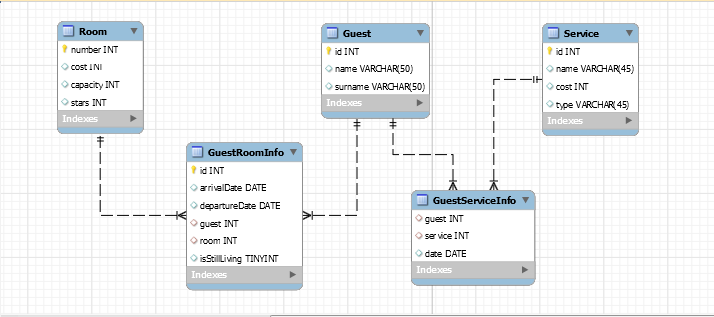 Room
number INT
cost INT
capacity INT
stars INT
Indexes
Guest
id INT
name VARCHAR(50)
surname VARCHAR(50)
Indexes
Service
id INT
name VARCHAR(45)
cost INT
type VARCHAR(45)
Indexes
GuestRoomInfo
id INT
arrivalDate DATE
departureDate DATE
guest INT
room INT
isStillLiving TINYINT
Indexes
GuestServiceInfo
guest INT
service INT
date DATE
Indexes